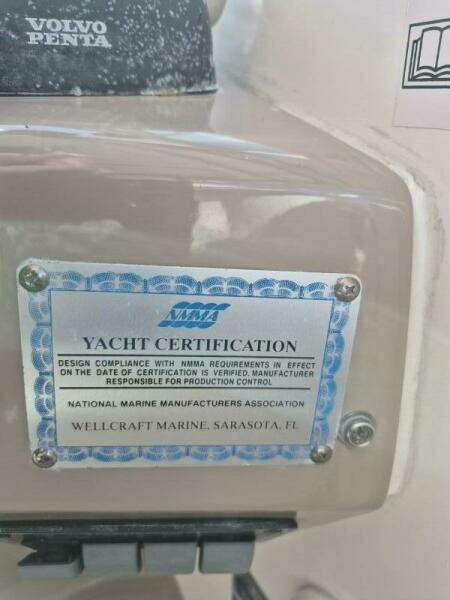 VOLVO
PENTA
NMMA
YACHT CERTIFICATION
DESIGN COMPLIANCE WITH NMMA REQUIREMENTS IN EFFECT
ON THE DATE OF CERTIFICATION IS VERIFIED. MANUFACTURER
RESPONSIBLE FOR PRODUCTION CONTROL
NATIONAL MARINE MANUFACTURERS ASSOCIATION
WELLCRAFT MARINE, SARASOTA, FL